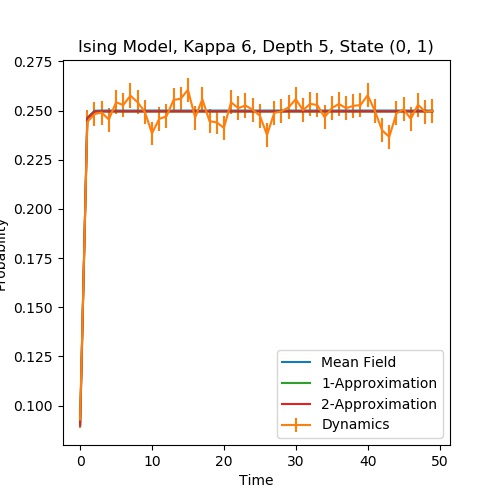 Ising Model, Kappa 6, Depth 5, State (0, 1)
0.275
0.250
0.225
0.200
0.175
0.150
0.125
0.100
Probability
0
10
20
30
40
50
Time
Mean Field
1-Approximation
2-Approximation
Dynamics